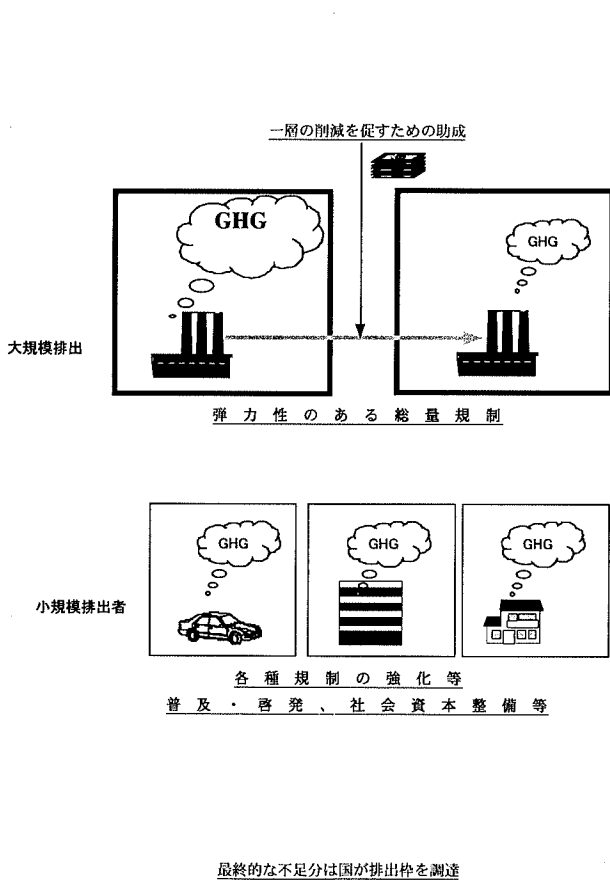 一層の削減を促すための助成
GHG
GHG
大規模排出
弾力性のある総量規制
GHG
GHG
GHG
小規模排出者
各種規制の強化等
普及・啓発、社会資本整備等
最終的な不足分は国が排出枠を調達